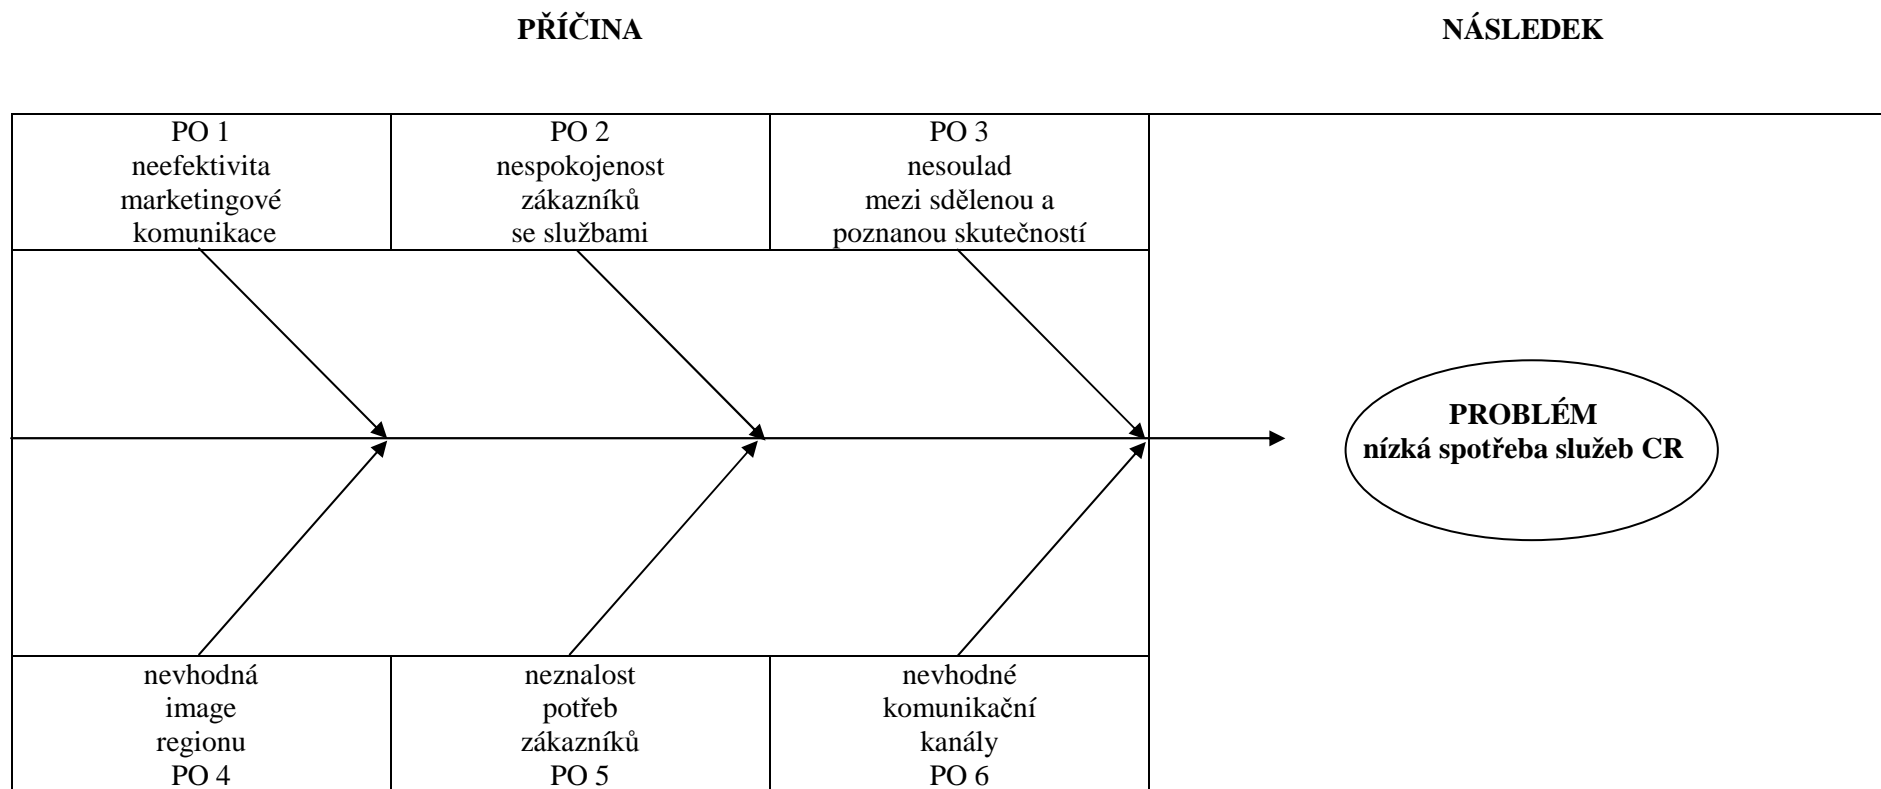 PŘÍČINA
NÁSLEDEK
PO 1
neefektivita
marketingové
komunikace
PO 2
nespokojenost
zákazníků
se službami
PO 3
nesoulad
mezi sdělenou a
poznanou skutečností
PROBLÉM
nízká spotřeba služeb CR
nevhodná
image
regionu
PO 4
neznalost
potřeb
zákazníků
PO 5
nevhodné
komunikační
kanály
PO 6